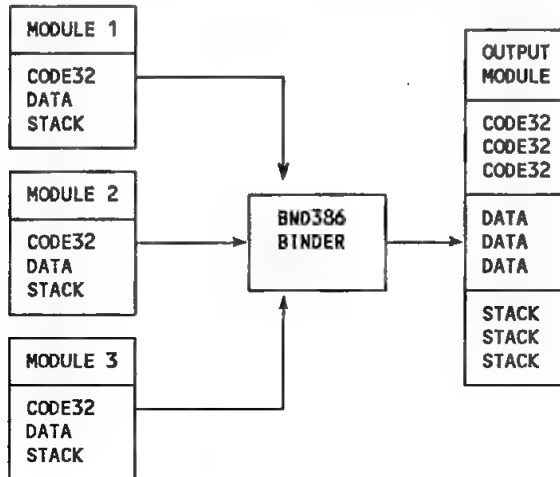 MODULE 1
CODE32
DATA
STACK
MODULE 2
CODE32
DATA
STACK
MODULE 3
CODE32
DATA
STACK
BND386
BINDER
OUTPUT
MODULE
CODE32
CODE32
CODE32
DATA
DATA
DATA
STACK
STACK
STACK